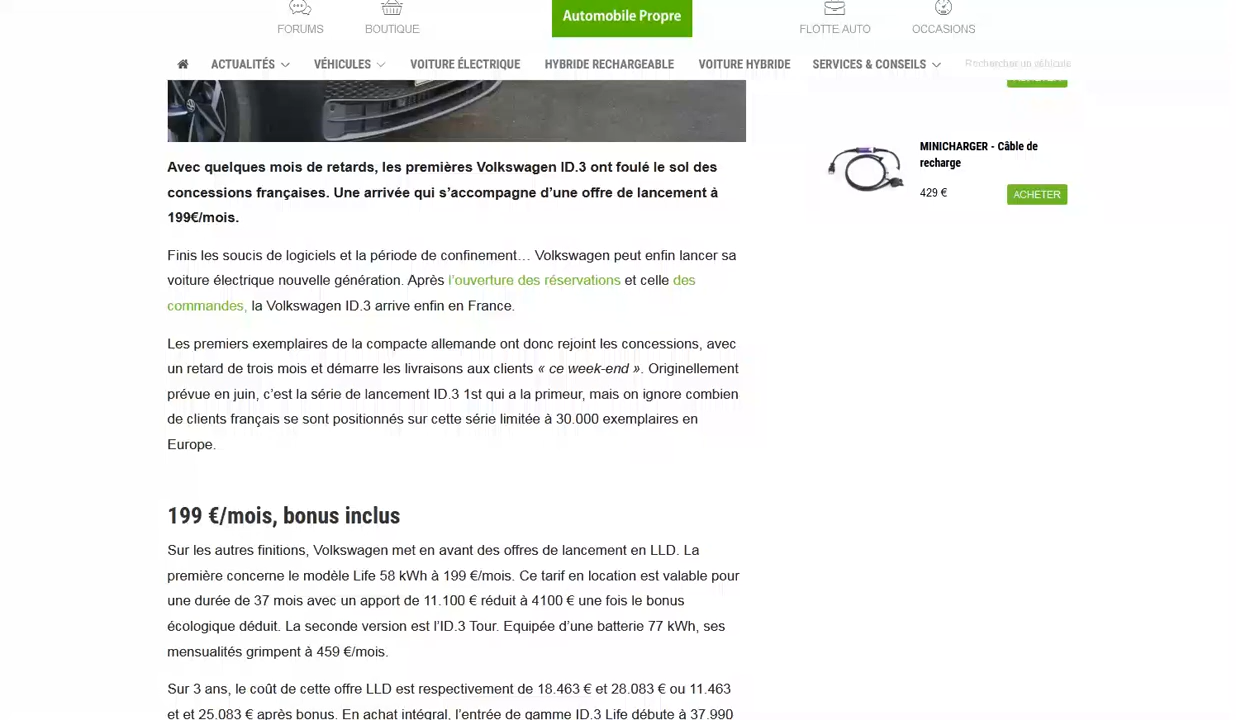 FORUMS
BOUTIQUE
Automobile Propre
FLOTTE AUTO
OCCASIONS
ACTUALITÉS
VÉHICULES
VOITURE ÉLECTRIQUE
HYBRIDE RECHARGEABLE
VOITURE HYBRIDE
SERVICES & CONSEILS
Rechercher un véhicule
Avec quelques mois de retards, les premières Volkswagen ID.3 ont foulé le sol des
concessions françaises. Une arrivée qui s’accompagne d’une offre de lancement à
199€/mois.
Finis les soucis de logiciels et la période de confinement… Volkswagen peut enfin lancer sa
voiture électrique nouvelle génération. Après l’ouverture des réservations et celle des
commandes, la Volkswagen ID.3 arrive enfin en France.
Les premiers exemplaires de la compacte allemande ont donc rejoint les concessions, avec
un retard de trois mois et démarre les livraisons aux clients « ce week-end ». Originellement
prévue en juin, c’est la série de lancement ID.3 1st qui a la primeur, mais on ignore combien
de clients français se sont positionnés sur cette série limitée à 30.000 exemplaires en
Europe.
199 €/mois, bonus inclus
Sur les autres finitions, Volkswagen met en avant des offres de lancement en LLD. La
première concerne le modèle Life 58 kWh à 199 €/mois. Ce tarif en location est valable pour
une durée de 37 mois avec un apport de 11.100 € réduit à 4100 € une fois le bonus
écologique déduit. La seconde version est l’ID.3 Tour. Equipée d’une batterie 77 kWh, ses
mensualités grimpent à 459 €/mois.
Sur 3 ans, le coût de cette offre LLD est respectivement de 18.463 € et 28.083 € ou 11.463
et et 25.083 € après bonus. En achat intégral, l’entrée de gamme ID.3 Life débute à 37.990
MINICHARGER - Câble de
recharge
429 €
ACHETER